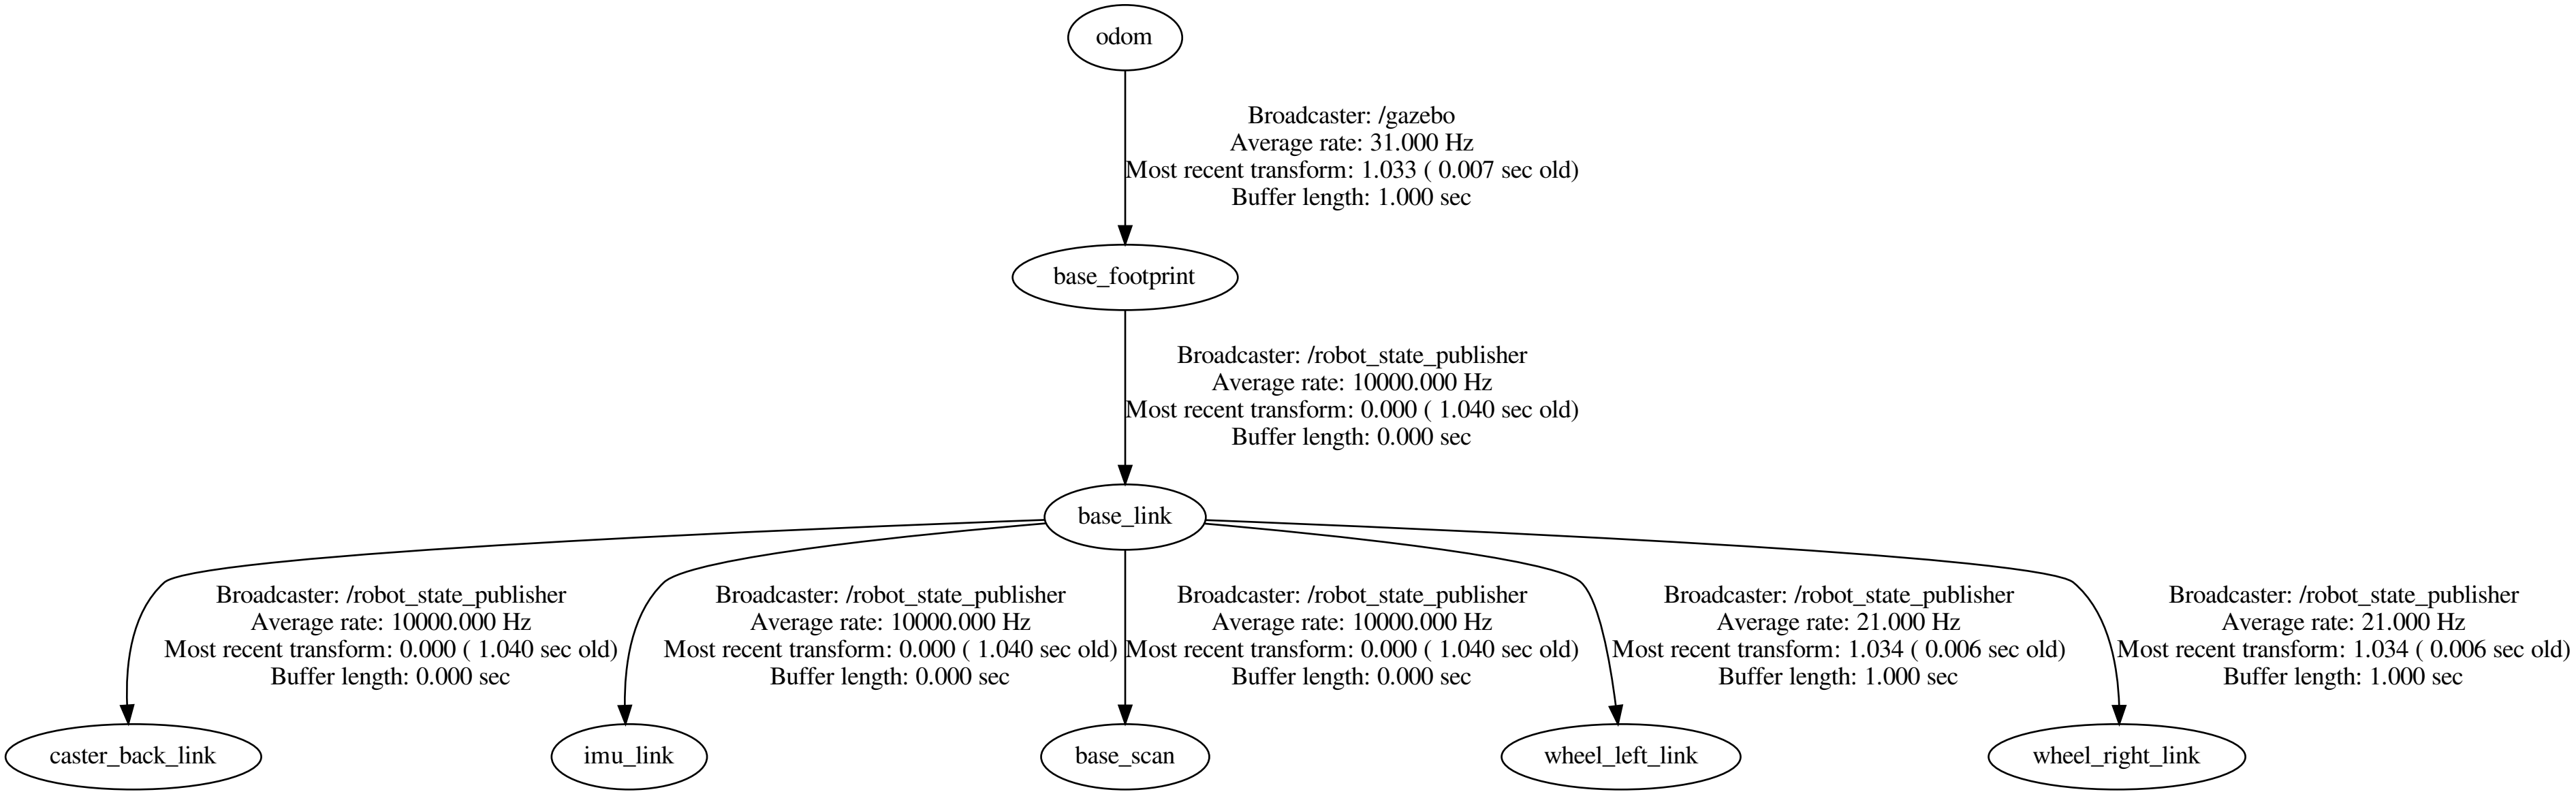 odom
Broadcaster: /gazebo
Average rate: 31.000 Hz
Most recent transform: 1.033 ( 0.007 sec old)
Buffer length: 1.000 sec
base_footprint
Broadcaster: /robot_state_publisher
Average rate: 10000.000 Hz
Most recent transform: 0.000 ( 1.040 sec old)
Buffer length: 0.000 sec
base_link
Broadcaster: /robot_state_publisher
Average rate: 10000.000 Hz
Most recent transform: 0.000 ( 1.040 sec old)
Buffer length: 0.000 sec
Broadcaster: /robot_state_publisher
Average rate: 10000.000 Hz
Most recent transform: 0.000 ( 1.040 sec old)
Buffer length: 0.000 sec
Broadcaster: /robot_state_publisher
Average rate: 10000.000 Hz
Most recent transform: 0.000 ( 1.040 sec old)
Buffer length: 0.000 sec
Broadcaster: /robot_state_publisher
Average rate: 21.000 Hz
Most recent transform: 1.034 ( 0.006 sec old)
Buffer length: 1.000 sec
Broadcaster: /robot_state_publisher
Average rate: 21.000 Hz
Most recent transform: 1.034 ( 0.006 sec old)
Buffer length: 1.000 sec
caster_back_link
imu_link
base_scan
wheel_left_link
wheel_right_link